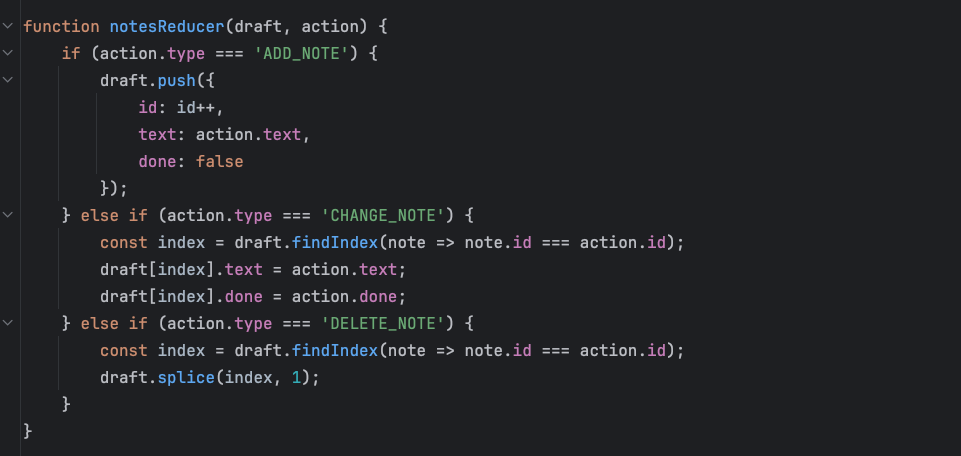 function notesReducer(draft, action) {
    if (action.type === 'ADD_NOTE') {
        draft.push({
            id: id++,
            text: action.text,
            done: false
        });
    } else if (action.type === 'CHANGE_NOTE') {
        const index = draft.findIndex(note => note.id === action.id);
        draft[index].text = action.text;
        draft[index].done = action.done;
    } else if (action.type === 'DELETE_NOTE') {
        const index = draft.findIndex(note => note.id === action.id);
        draft.splice(index, 1);
    }
}